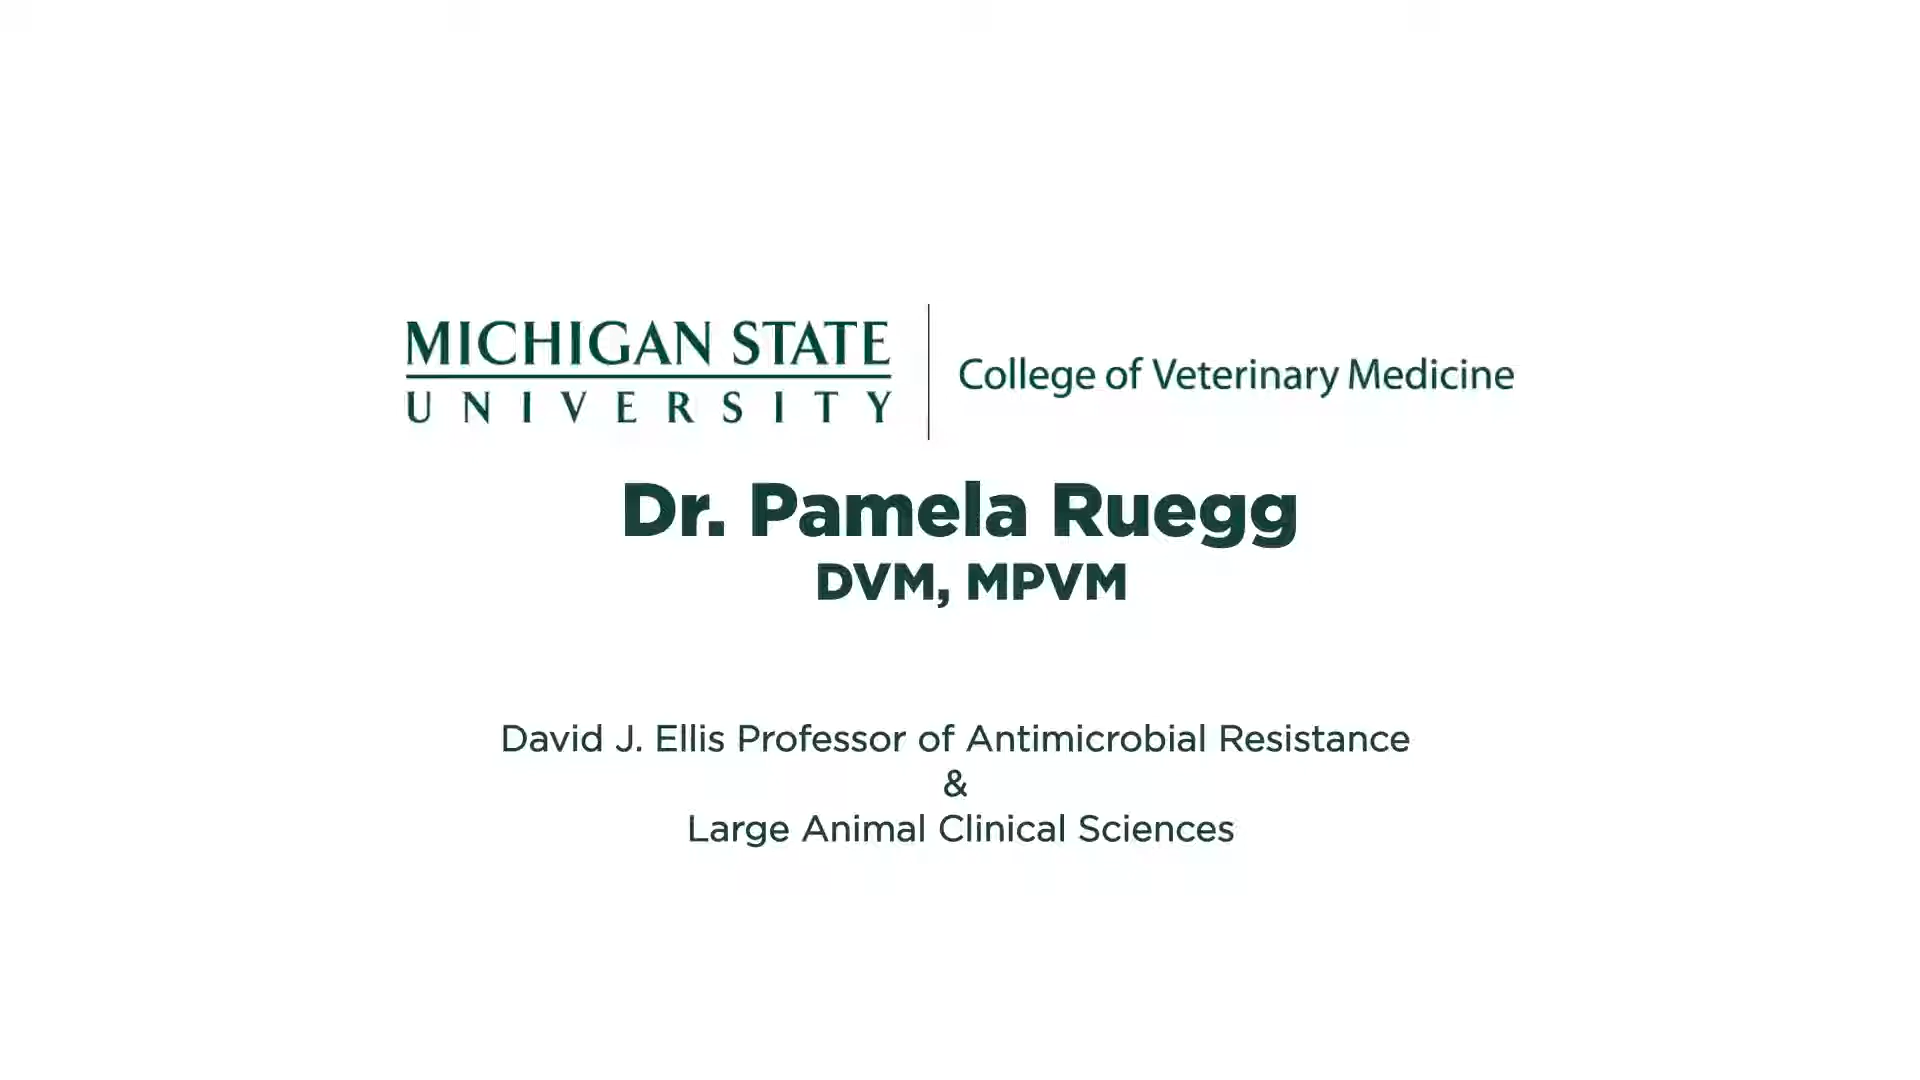 MICHIGAN STATE
UNIVERSITY
College of Veterinary Medicine
Dr. Pamela Ruegg
DVM, MPVM
David J. Ellis Professor of Antimicrobial Resistance
&
Large Animal Clinical Sciences